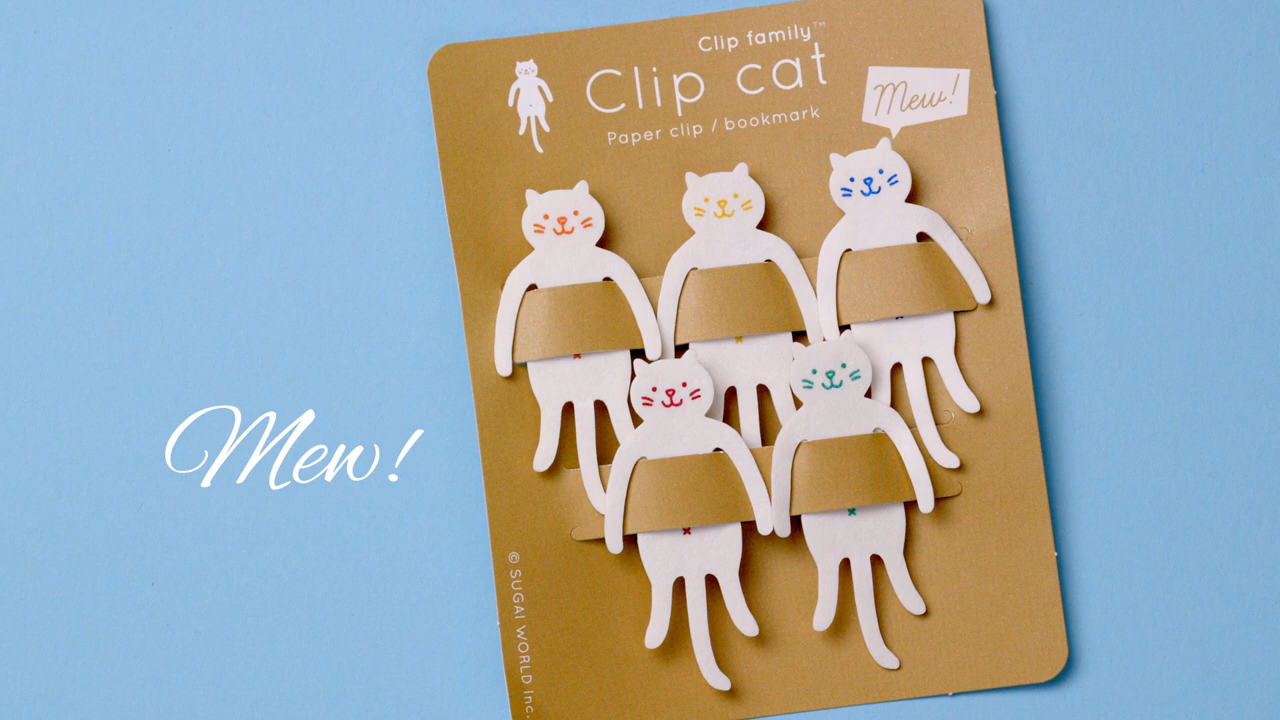 Clip family™
Clip cat
Paper clip / bookmark
Mew!
Mew!
© SUGAI WORLD Inc.